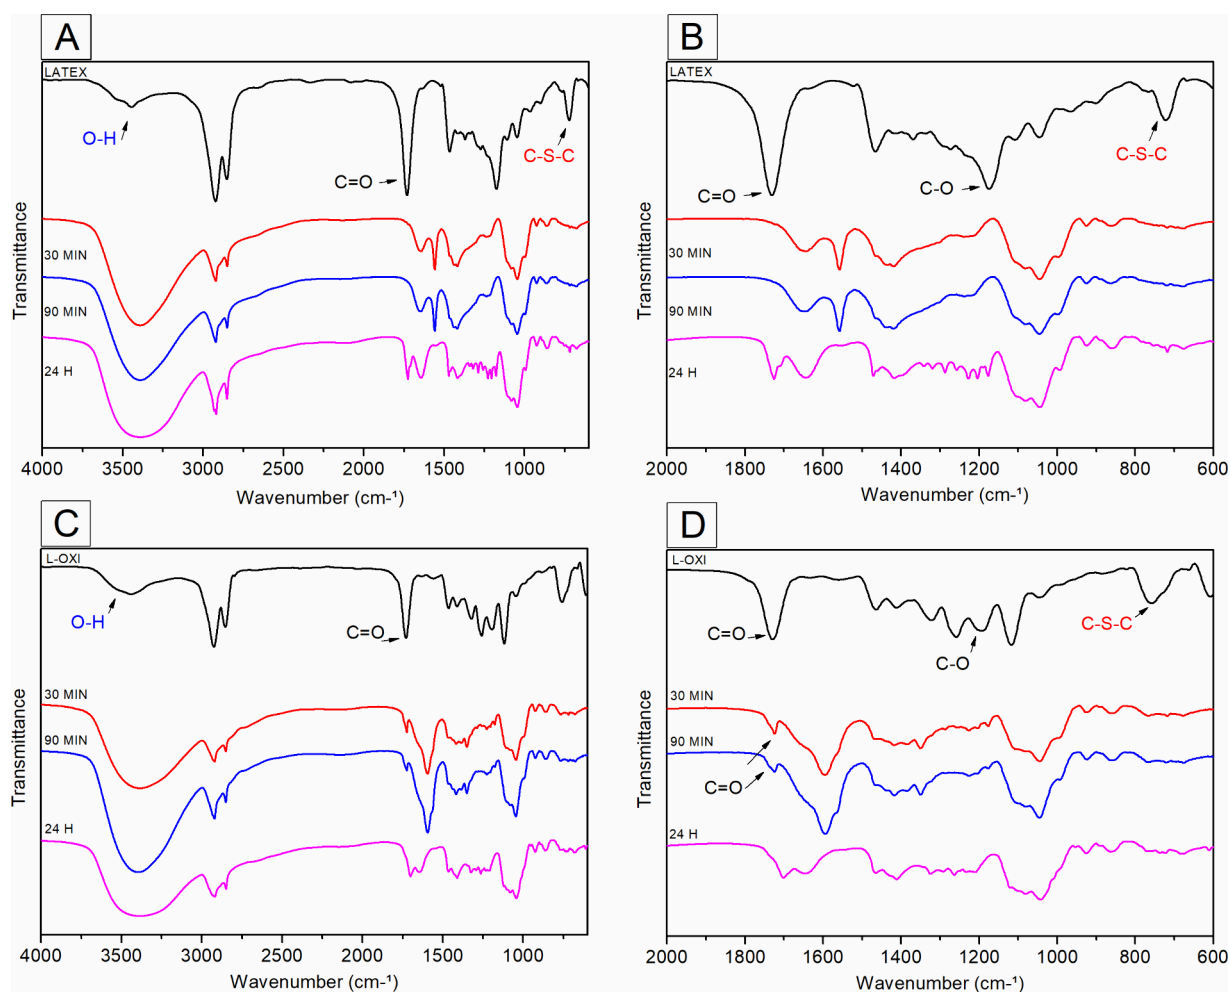 A
LATEX
O-H
C=O
C-S-C
30 MIN
90 MIN
24 H
Transmittance
4000 3500 3000 2500 2000 1500 1000
Wavenumber (cm-¹)
B
LATEX
C=O
C-O
C-S-C
30 MIN
90 MIN
24 H
Transmittance
2000 1800 1600 1400 1200 1000 800 600
Wavenumber (cm-¹)
C
L-OXI
O-H
C=O
30 MIN
90 MIN
24 H
Transmittance
4000 3500 3000 2500 2000 1500 1000
Wavenumber (cm-¹)
D
L-OXI
C=O
C-O
C-S-C
30 MIN
90 MIN
C=O
24 H
Transmittance
2000 1800 1600 1400 1200 1000 800 600
Wavenumber (cm-¹)